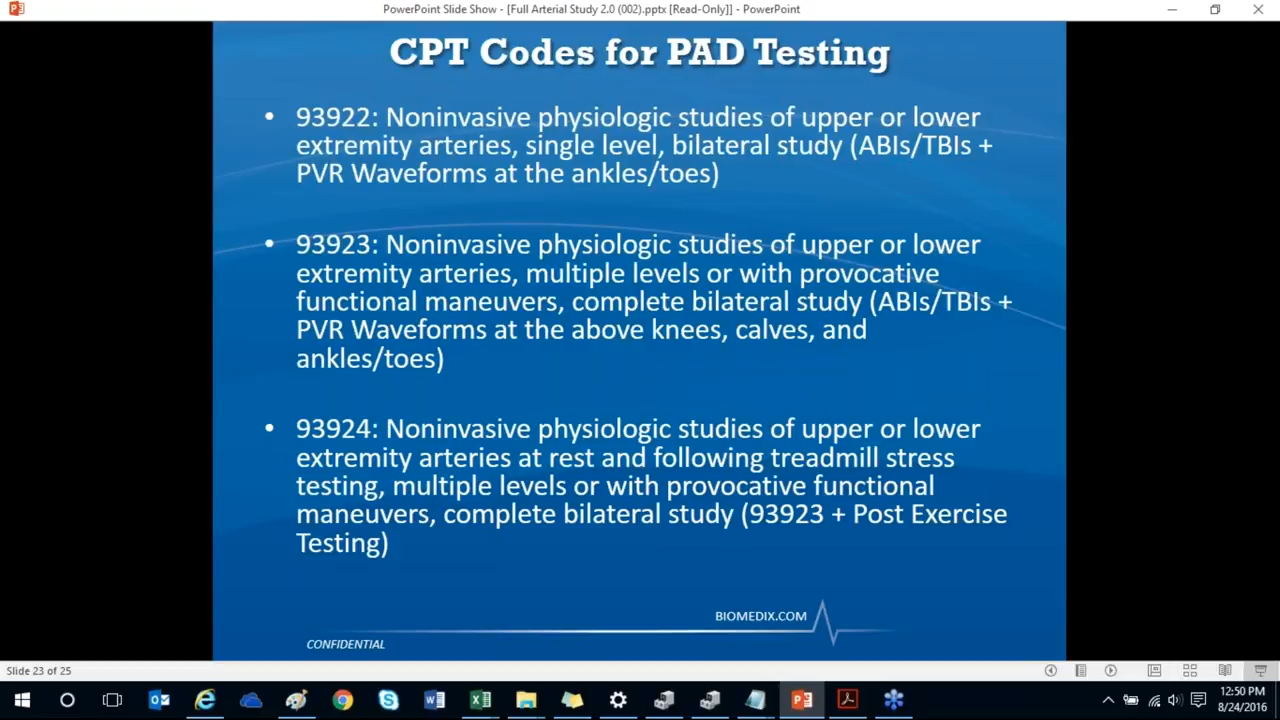 PowerPoint Slide Show - [Full Arterial Study 2.0 (002).pptx [Read-Only]] - PowerPoint
CPT Codes for PAD Testing
• 93922: Noninvasive physiologic studies of upper or lower
extremity arteries, single level, bilateral study (ABIs/TBIs +
PVR Waveforms at the ankles/toes)
• 93923: Noninvasive physiologic studies of upper or lower
extremity arteries, multiple levels or with provocative
functional maneuvers, complete bilateral study (ABIs/TBIs +
PVR Waveforms at the above knees, calves, and
ankles/toes)
• 93924: Noninvasive physiologic studies of upper or lower
extremity arteries at rest and following treadmill stress
testing, multiple levels or with provocative functional
maneuvers, complete bilateral study (93923 + Post Exercise
Testing)
BIOMEDIX.COM
CONFIDENTIAL
Slide 23 of 25
12:50 PM
8/24/2016